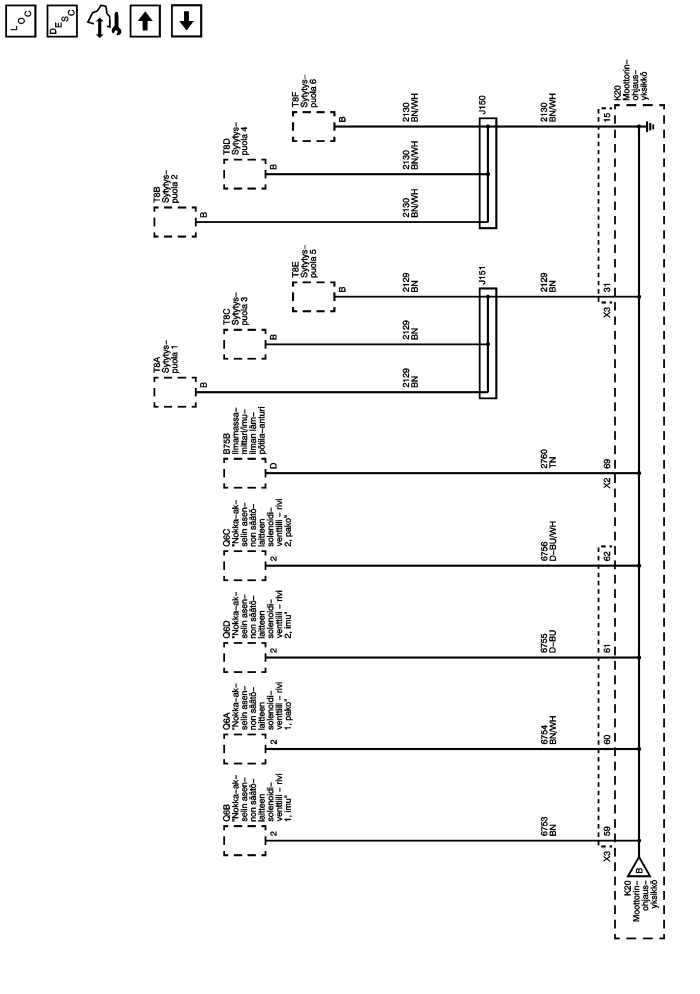 LOC
DESC
T8F
Sytytys–
puola 6
B
2130
BN/WH
J150
2130
BN/WH
15
K20
Moottorin–
ohjaus–
yksikkö
T8D
Sytytys–
puola 4
B
2130
BN/WH
T8B
Sytytys–
puola 2
B
2130
BN/WH
T8E
Sytytys–
puola 5
B
2129
BN
J151
2129
BN
31
X3
T8C
Sytytys–
puola 3
B
2129
BN
T8A
Sytytys–
puola 1
B
2129
BN
B75B
Ilmamassa–
mittari/imu–
ilman läm–
pötila–anturi
D
2760
TN
69
X2
Q6C
"Nokka–ak–
selin asen–
non säätö–
laitteen
solenoidi–
venttiili – rivi
2, pako"
2
6756
D–BU/WH
62
Q6D
"Nokka–ak–
selin asen–
non säätö–
laitteen
solenoidi–
venttiili – rivi
2, imu"
2
6755
D–BU
61
Q6A
"Nokka–ak–
selin asen–
non säätö–
laitteen
solenoidi–
venttiili – rivi
1, pako"
2
6754
BN/WH
60
Q6B
"Nokka–ak–
selin asen–
non säätö–
laitteen
solenoidi–
venttiili – rivi
1, imu"
2
6753
BN
59
X3
B
K20
Moottorin–
ohjaus–
yksikkö